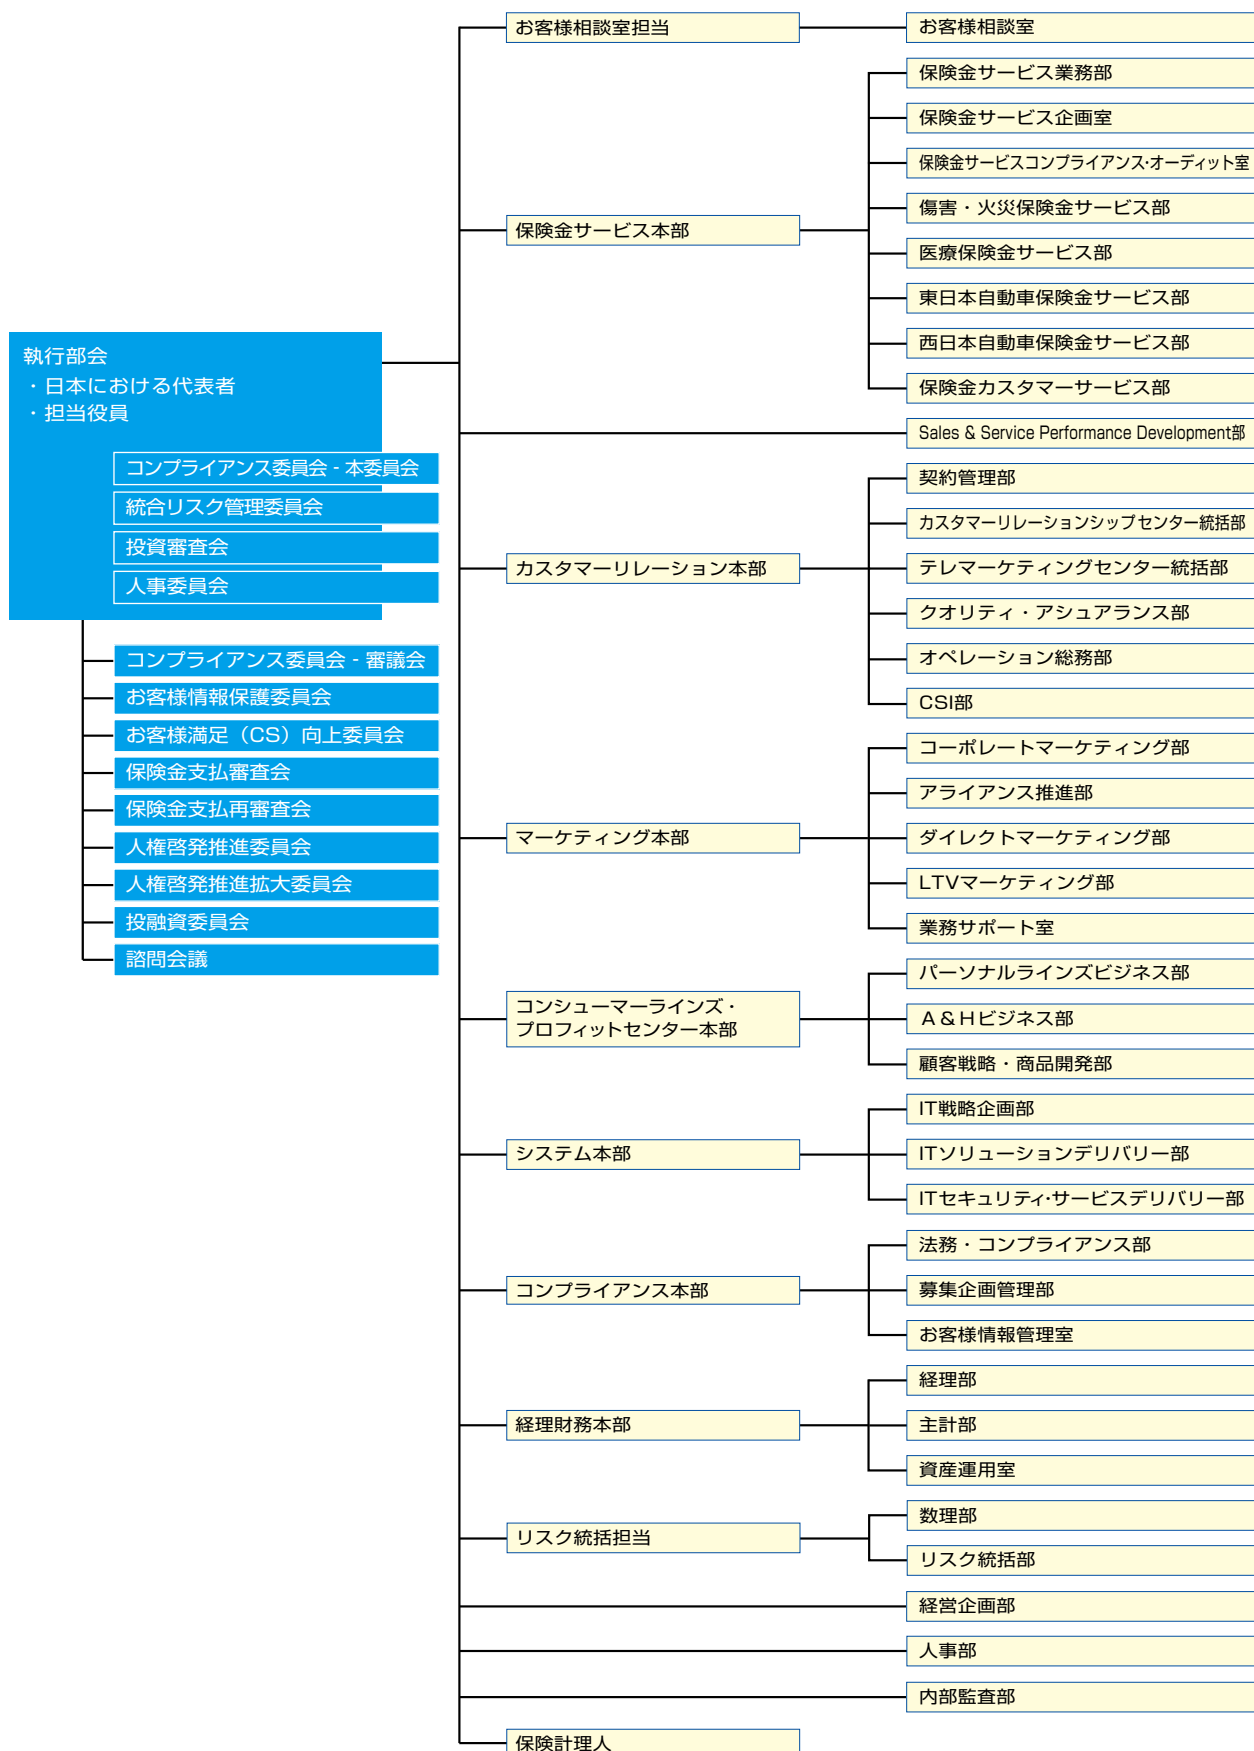 執行部会
・日本における代表者
・担当役員
コンプライアンス委員会 - 本委員会
統合リスク管理委員会
投資審査会
人事委員会
コンプライアンス委員会 - 審議会
お客様情報保護委員会
お客様満足（CS）向上委員会
保険金支払審査会
保険金支払再審査会
人権啓発推進委員会
人権啓発推進拡大委員会
投融資委員会
諮問会議
お客様相談室担当
お客様相談室
保険金サービス本部
保険金サービス業務部
保険金サービス企画室
保険金サービスコンプライアンス・オーディット室
傷害・火災保険金サービス部
医療保険金サービス部
東日本自動車保険金サービス部
西日本自動車保険金サービス部
保険金カスタマーサービス部
Sales & Service Performance Development部
カスタマーリレーション本部
契約管理部
カスタマーリレーションシップセンター統括部
テレマーケティングセンター統括部
クオリティ・アシュアランス部
オペレーション総務部
CSI部
マーケティング本部
コーポレートマーケティング部
アライアンス推進部
ダイレクトマーケティング部
LTVマーケティング部
業務サポート室
コンシューマーラインズ・
プロフィットセンター本部
パーソナルラインズビジネス部
A＆Hビジネス部
顧客戦略・商品開発部
システム本部
IT戦略企画部
ITソリューションデリバリー部
ITセキュリティ・サービスデリバリー部
コンプライアンス本部
法務・コンプライアンス部
募集企画管理部
お客様情報管理室
経理財務本部
経理部
主計部
資産運用室
リスク統括担当
数理部
リスク統括部
経営企画部
人事部
内部監査部
保険計理人